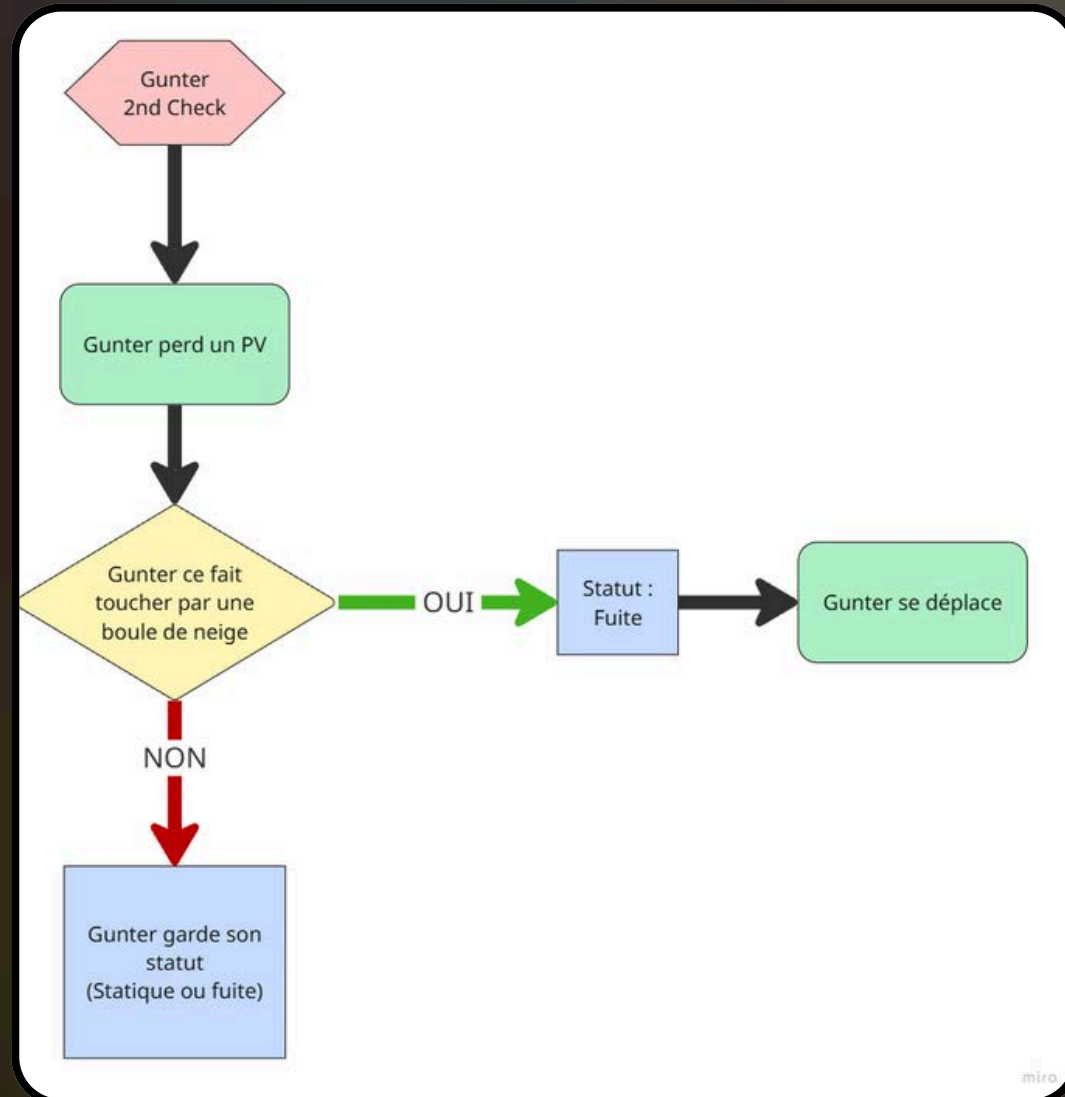 Gunter
2nd Check
Gunter perd un PV
Gunter ce fait
toucher par une
boule de neige
OUI
Statut :
Fuite
Gunter se déplace
NON
Gunter garde son
statut
(Statique ou fuite)
miro